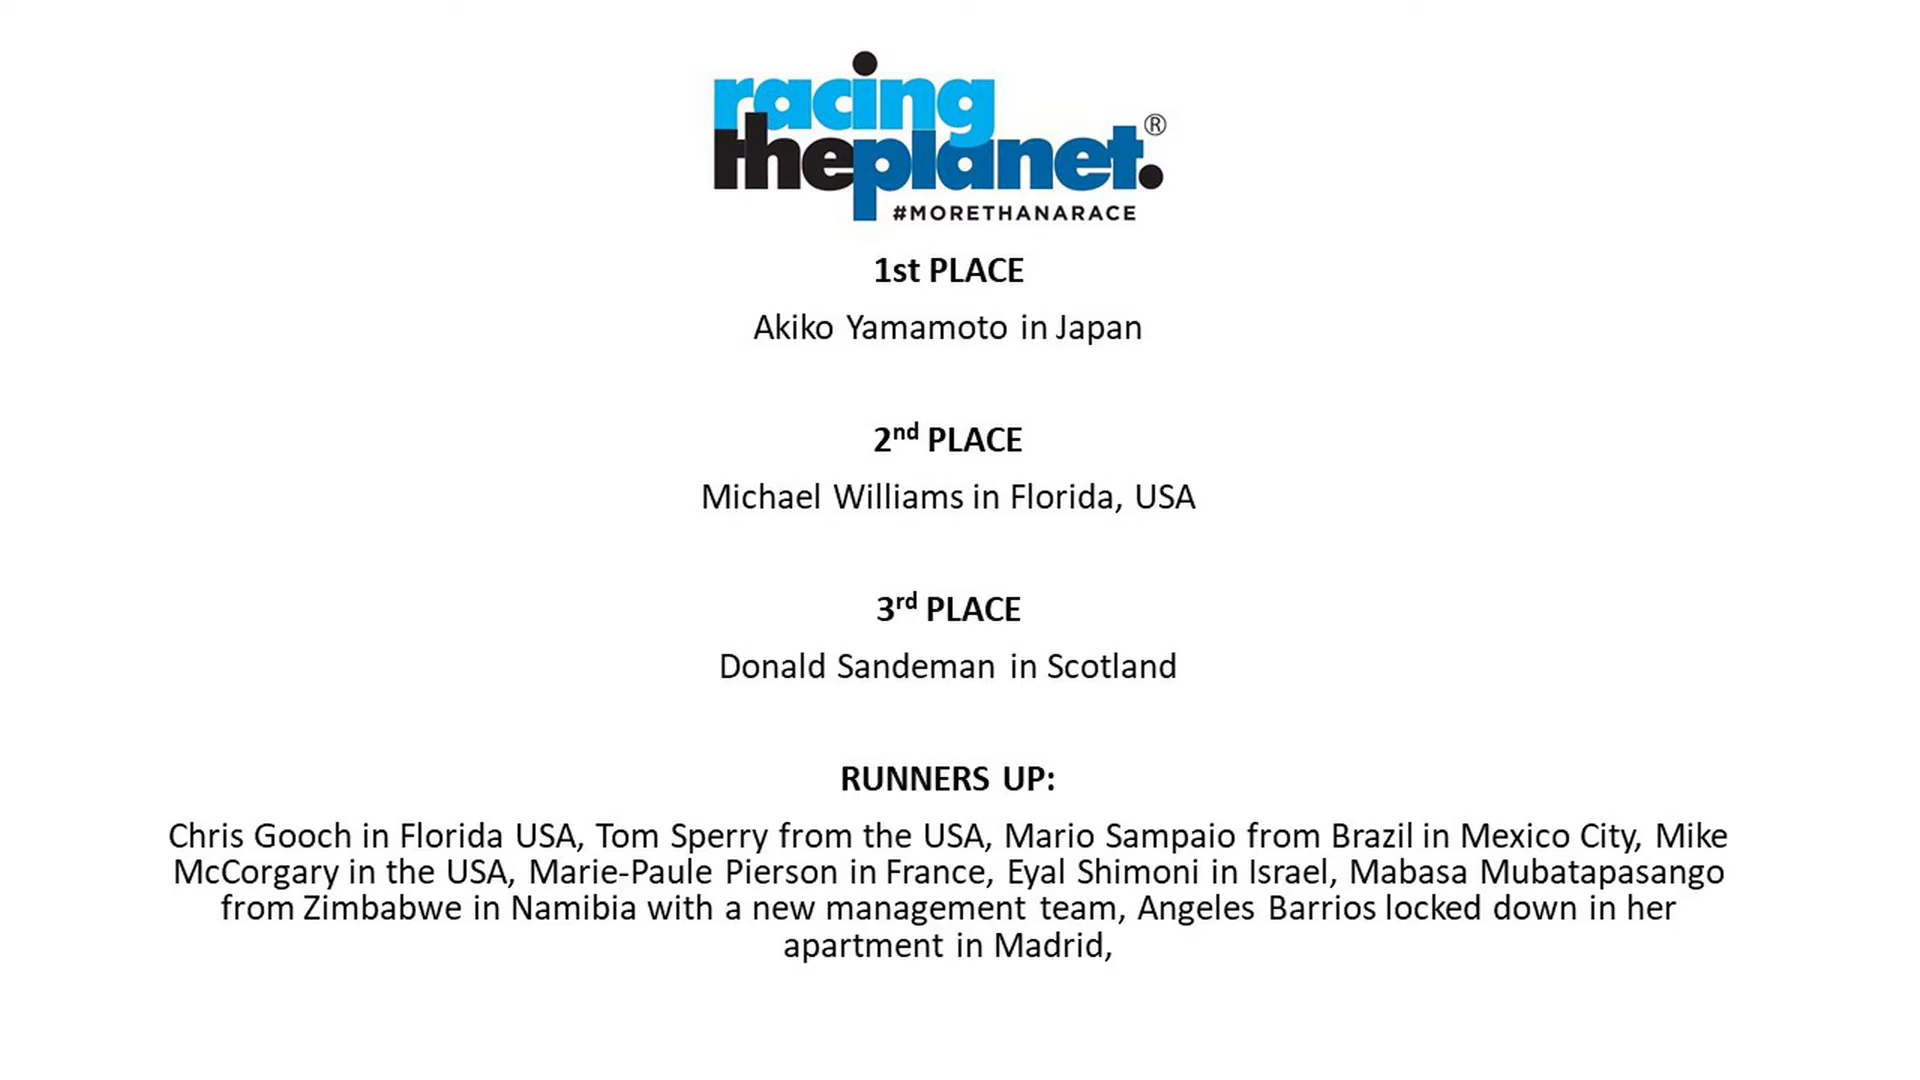 racing
theplanet.®
#MORETHANARACE
1st PLACE
Akiko Yamamoto in Japan
2nd PLACE
Michael Williams in Florida, USA
3rd PLACE
Donald Sandeman in Scotland
RUNNERS UP:
Chris Gooch in Florida USA, Tom Sperry from the USA, Mario Sampaio from Brazil in Mexico City, Mike
McCorgary in the USA, Marie-Paule Pierson in France, Eyal Shimoni in Israel, Mabasa Mubatapasango
from Zimbabwe in Namibia with a new management team, Angeles Barrios locked down in her
apartment in Madrid,